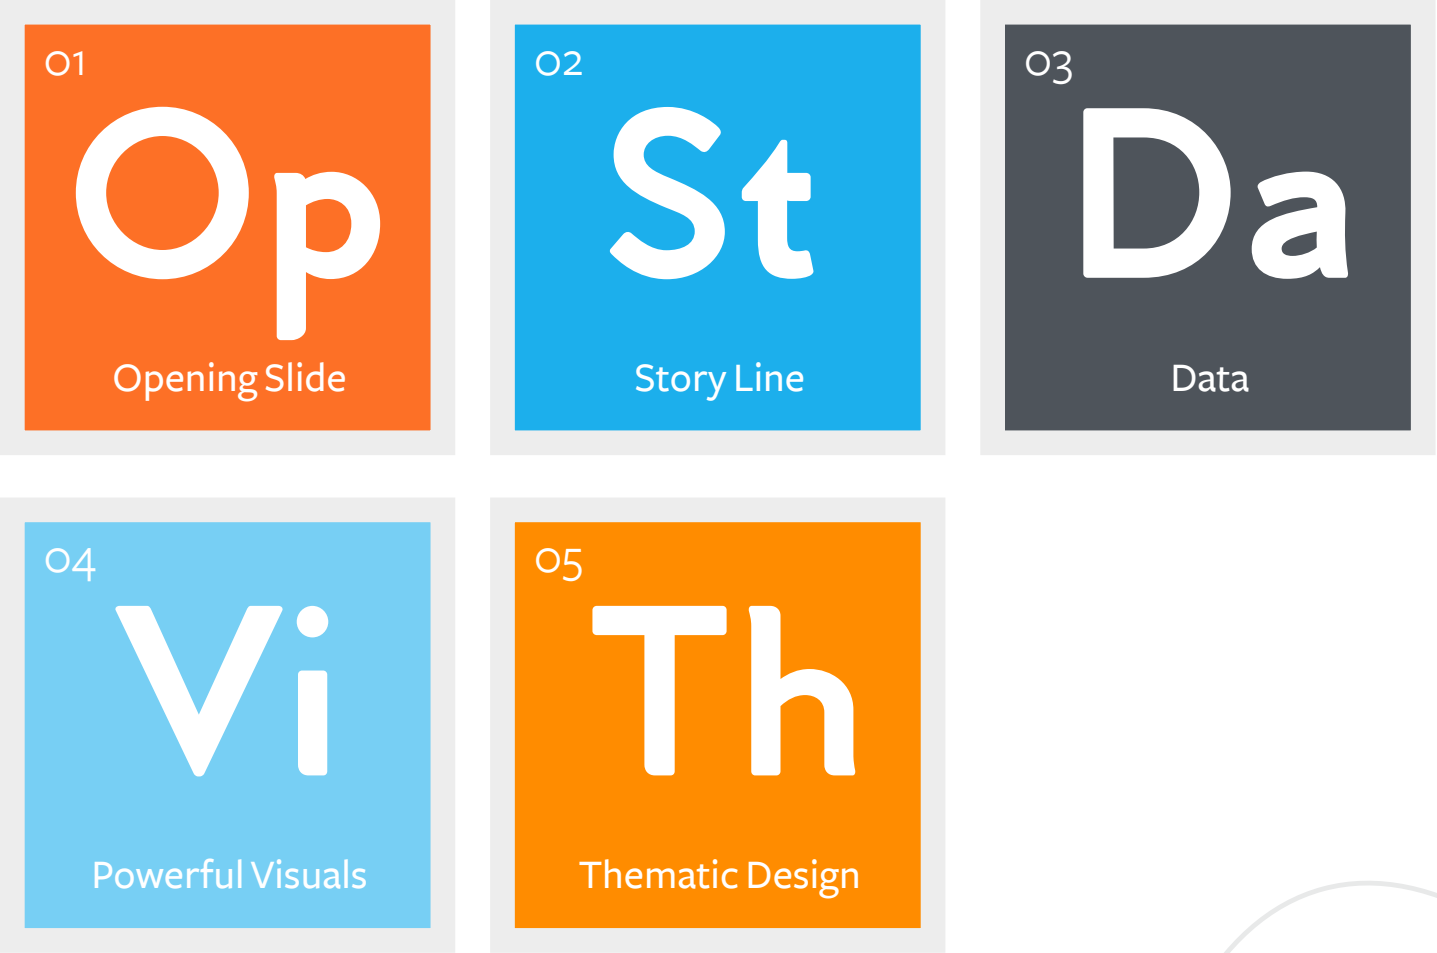 01
Op
Opening Slide
02
St
Story Line
03
Da
Data
04
Vi
Powerful Visuals
05
Th
Thematic Design